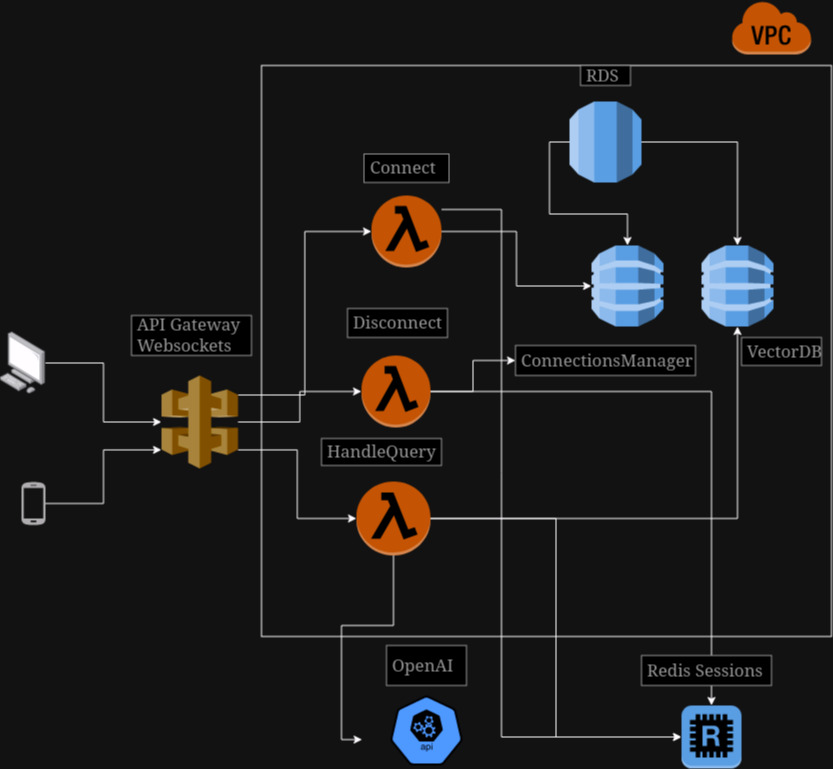 VPC
RDS
Connect
API Gateway
Websockets
Disconnect
ConnectionsManager
VectorDB
HandleQuery
OpenAI
api
Redis Sessions
R